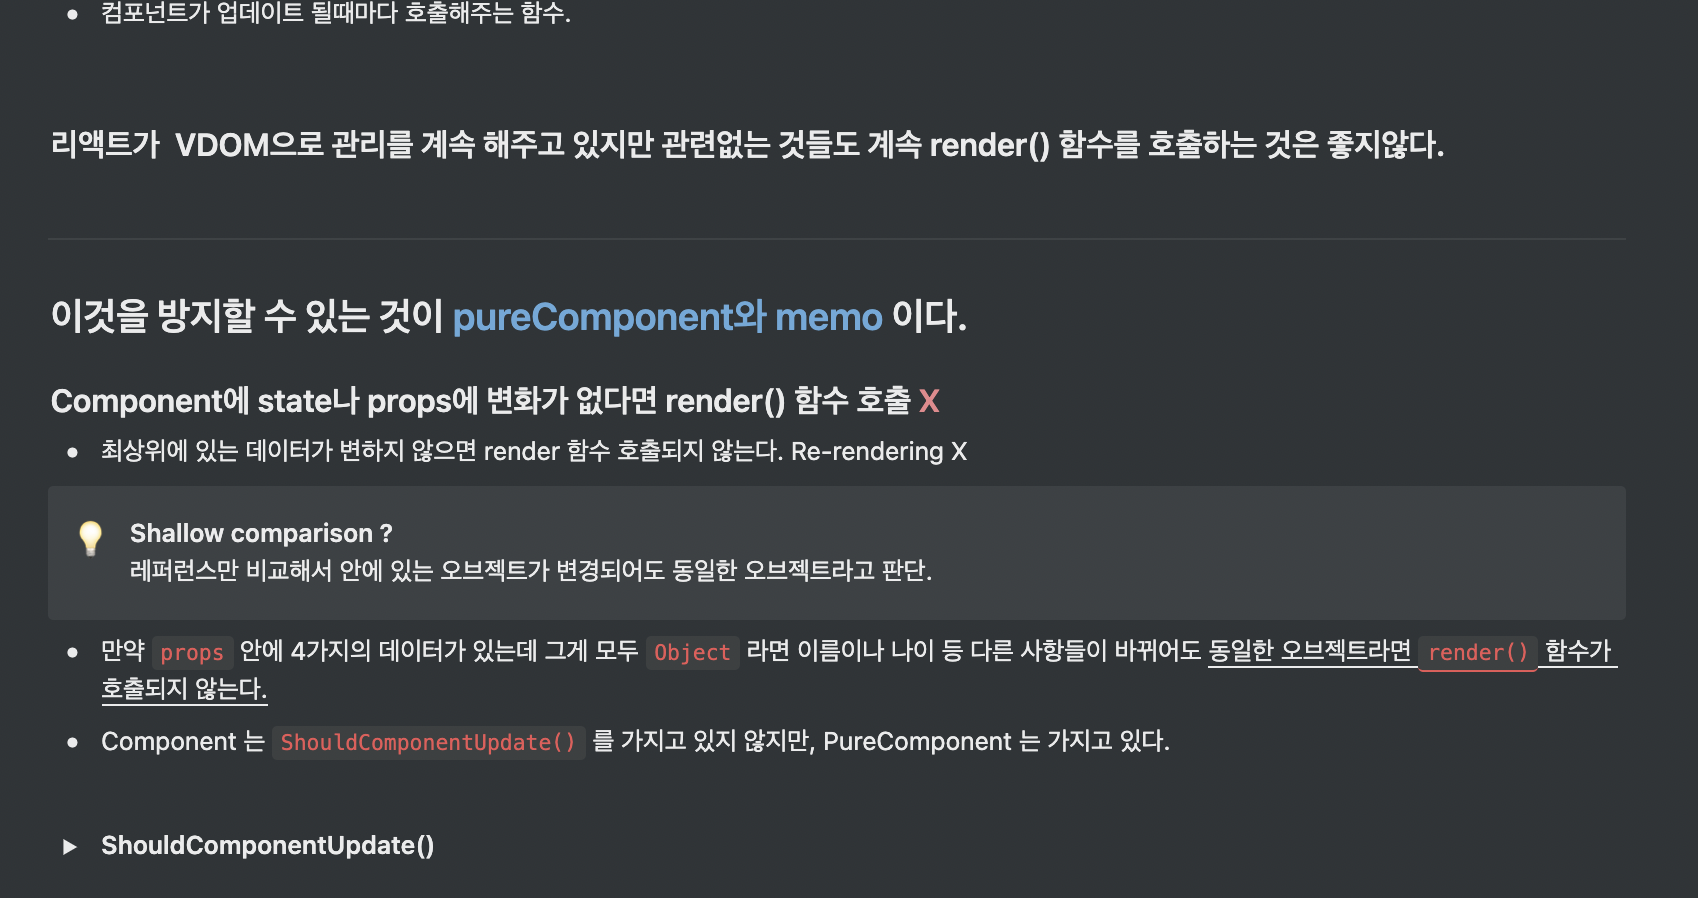 컴포넌트가 업데이트 될때마다 호출해주는 함수.
리액트가 VDOM으로 관리를 계속 해주고 있지만 관련없는 것들도 계속 render() 함수를 호출하는 것은 좋지않다.
이것을 방지할 수 있는 것이 pureComponent와 memo 이다.
Component에 state나 props에 변화가 없다면 render() 함수 호출 X
최상위에 있는 데이터가 변하지 않으면 render 함수 호출되지 않는다. Re-rendering X
Shallow comparison ?
레퍼런스만 비교해서 안에 있는 오브젝트가 변경되어도 동일한 오브젝트라고 판단.
만약 props 안에 4가지의 데이터가 있는데 그게 모두 Object 라면 이름이나 나이 등 다른 사항들이 바뀌어도 동일한 오브젝트라면 render() 함수가
호출되지 않는다.
Component 는 ShouldComponentUpdate() 를 가지고 있지 않지만, PureComponent 는 가지고 있다.
ShouldComponentUpdate()